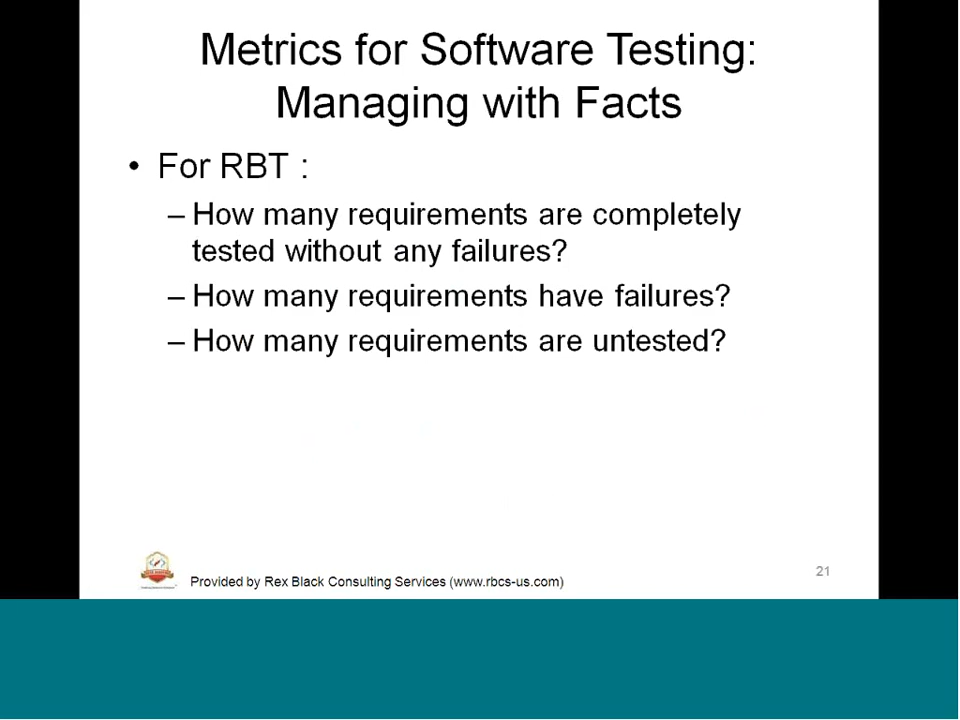 Metrics for Software Testing:
Managing with Facts
• For RBT :
– How many requirements are completely
tested without any failures?
– How many requirements have failures?
– How many requirements are untested?
Provided by Rex Black Consulting Services (www.rbcs-us.com)
21